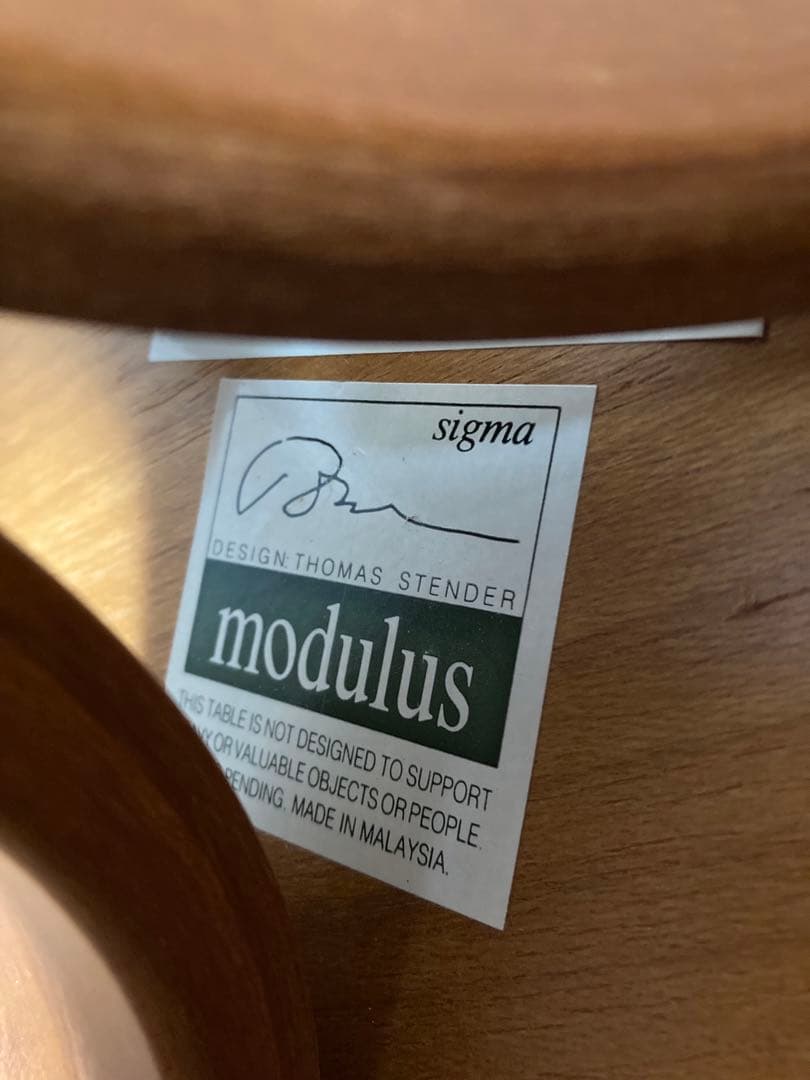 sigma
DESIGN: THOMAS STENDER
modulus
THIS TABLE IS NOT DESIGNED TO SUPPORT
OR VALUABLE OBJECTS OR PEOPLE.
PENDING. MADE IN MALAYSIA.